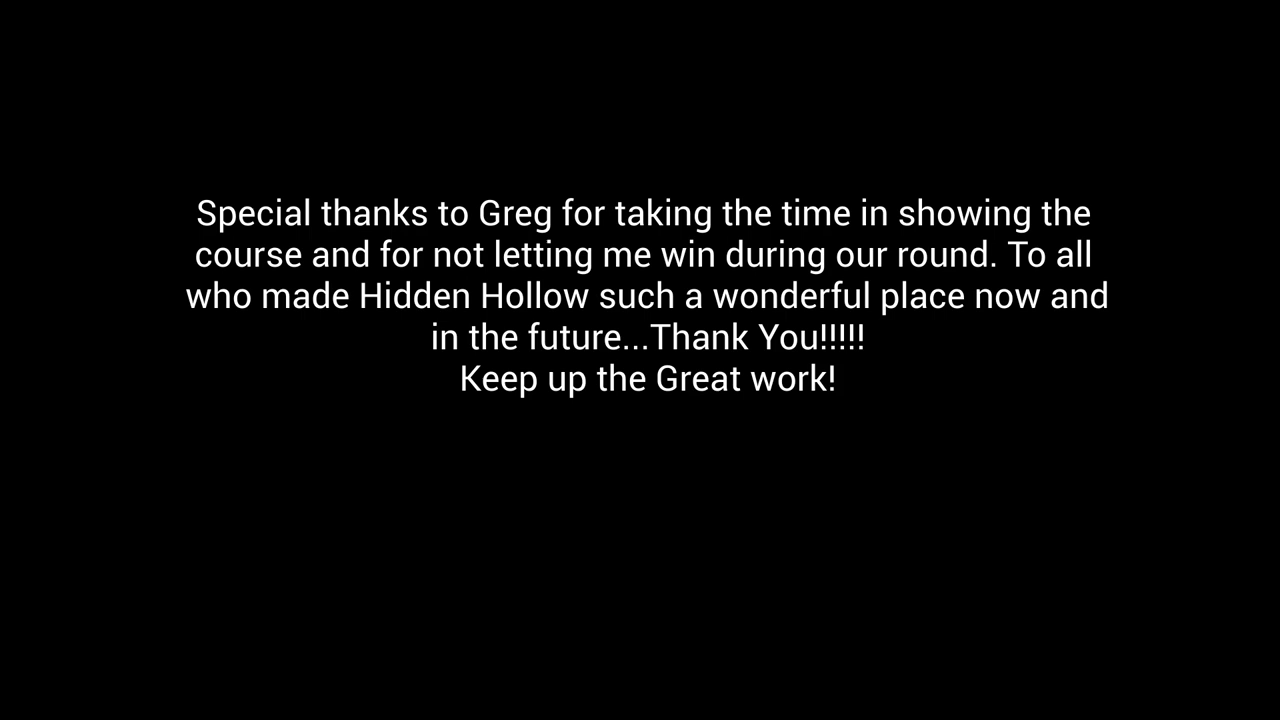 Special thanks to Greg for taking the time in showing the
course and for not letting me win during our round. To all
who made Hidden Hollow such a wonderful place now and
in the future...Thank You!!!!!
Keep up the Great work!